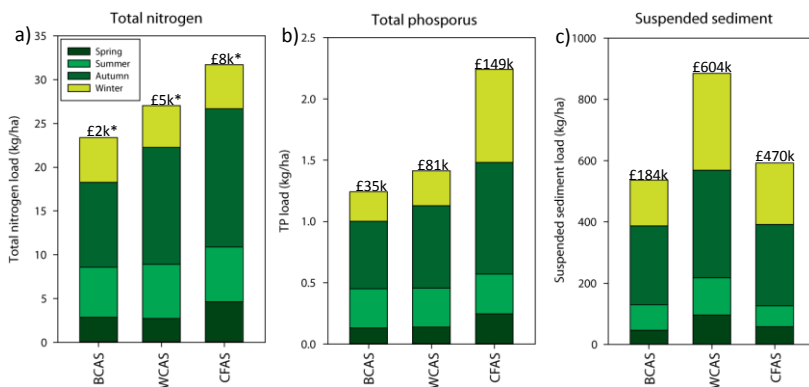 Total nitrogen
a)
Total nitrogen load (kg/ha)
35
30
25
20
15
10
5
0
Spring
Summer
Autumn
Winter
£2k*
£5k*
£8k*
BCAS
WCAS
CFAS
Total phosporus
b)
TP load (kg/ha)
2.5
2.0
1.5
1.0
0.5
0.0
£35k
£81k
£149k
BCAS
WCAS
CFAS
Suspended sediment
c)
Suspended sediment load (kg/ha)
1000
800
600
400
200
0
£184k
£604k
£470k
BCAS
WCAS
CFAS